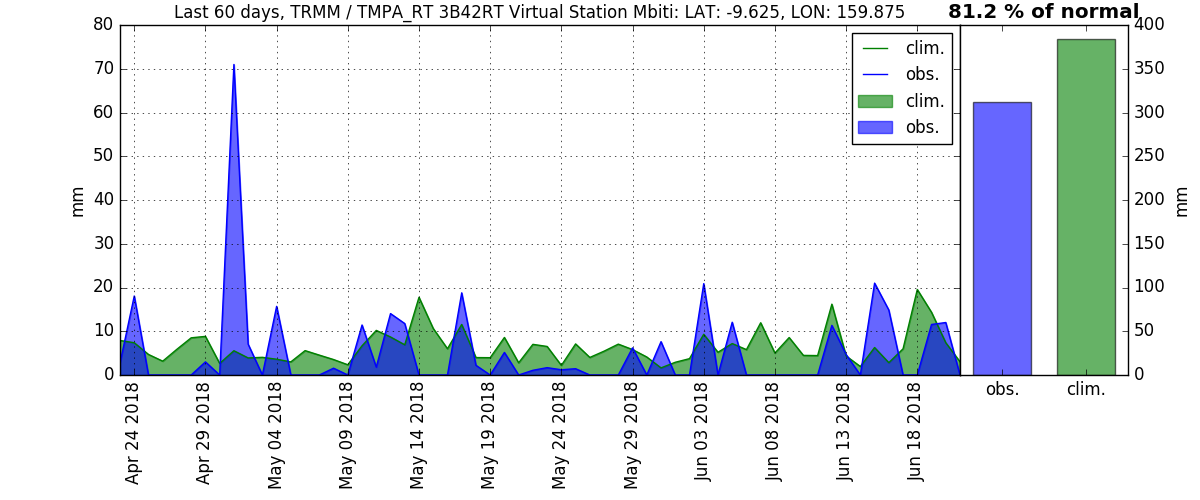 Last 60 days, TRMM / TMPA_RT 3B42RT Virtual Station Mbiti: LAT: -9.625, LON: 159.875
81.2 % of normal
80
70
60
50
40
30
20
10
0
mm
clim.
obs.
clim.
obs.
400
350
300
250
200
150
100
50
0
mm
Apr 24 2018
Apr 29 2018
May 04 2018
May 09 2018
May 14 2018
May 19 2018
May 24 2018
May 29 2018
Jun 03 2018
Jun 08 2018
Jun 13 2018
Jun 18 2018
obs.
clim.